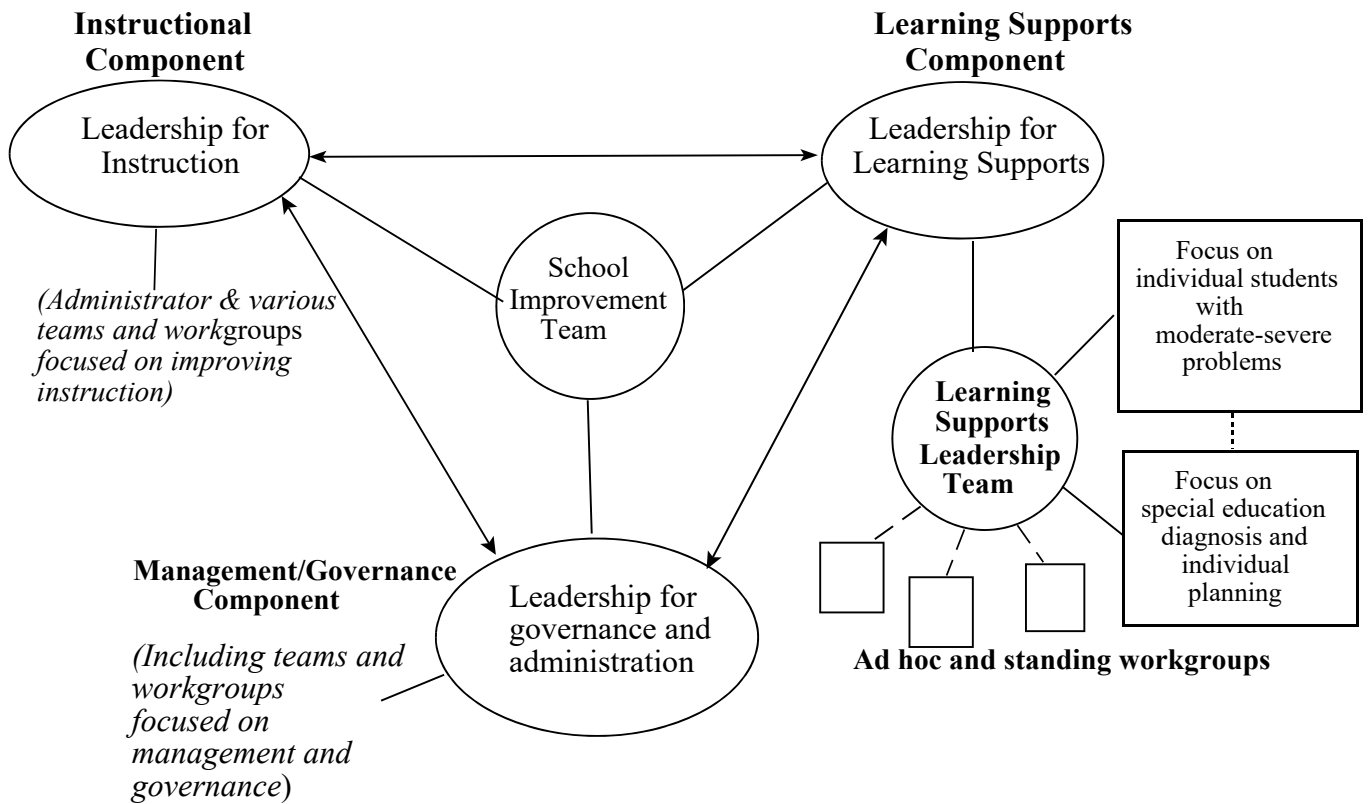 Instructional
Component
Learning Supports
Component
Leadership for
Instruction
Leadership for
Learning Supports
School
Improvement
Team
(Administrator & various
teams and workgroups
focused on improving
instruction)
Focus on
individual students
with
moderate-severe
problems
Learning
Supports
Leadership
Team
Focus on
special education
diagnosis and
individual
planning
Management/Governance
Component
Leadership for
governance and
administration
(Including teams and
workgroups
focused on
management and
governance)
Ad hoc and standing workgroups